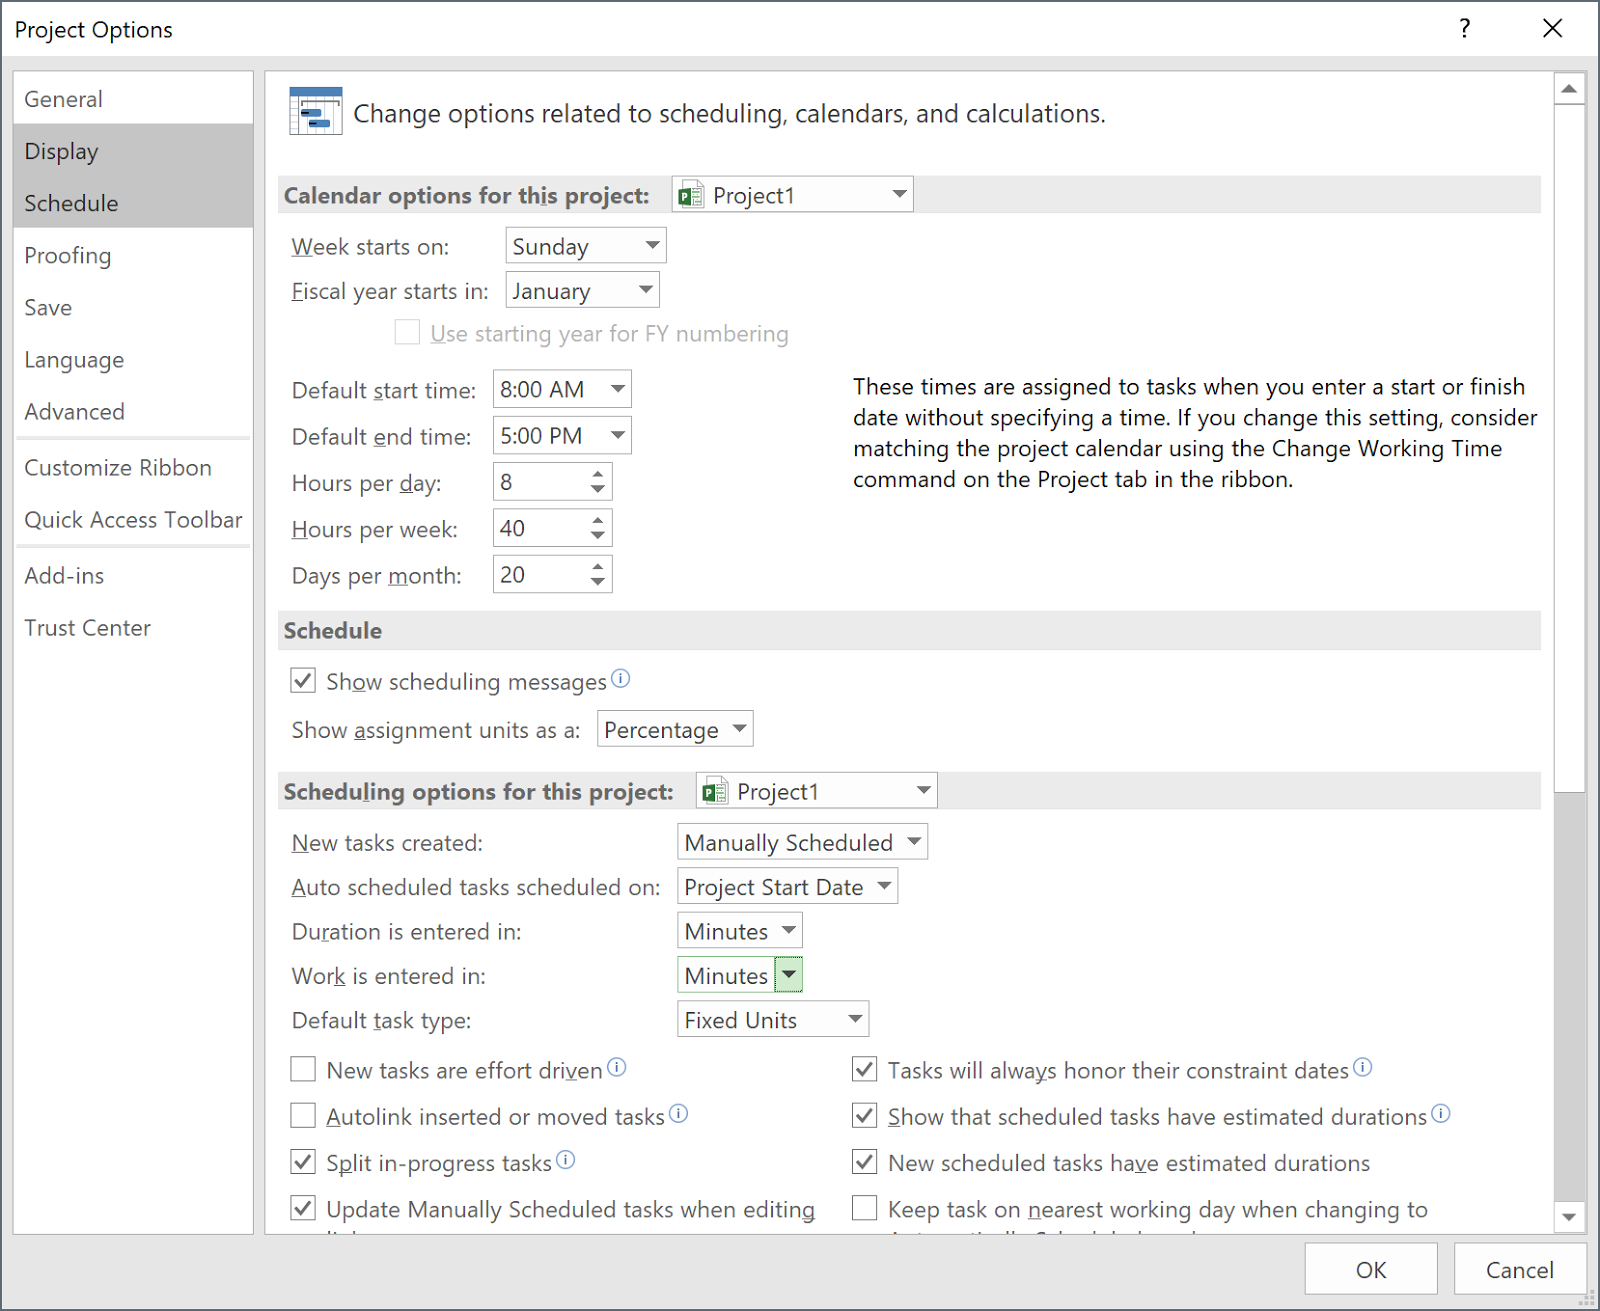 Project Options
?
General
Display
Schedule
Proofing
Save
Language
Advanced
Customize Ribbon
Quick Access Toolbar
Add-ins
Trust Center
Change options related to scheduling, calendars, and calculations.
Calendar options for this project: Project1
Week starts on: Sunday
Fiscal year starts in: January
Use starting year for FY numbering
Default start time: 8:00 AM
Default end time: 5:00 PM
Hours per day: 8
Hours per week: 40
Days per month: 20
These times are assigned to tasks when you enter a start or finish
date without specifying a time. If you change this setting, consider
matching the project calendar using the Change Working Time
command on the Project tab in the ribbon.
Schedule
Show scheduling messages
Show assignment units as a: Percentage
Scheduling options for this project: Project1
New tasks created: Manually Scheduled
Auto scheduled tasks scheduled on: Project Start Date
Duration is entered in: Minutes
Work is entered in: Minutes
Default task type: Fixed Units
New tasks are effort driven
Autolink inserted or moved tasks
Split in-progress tasks
Update Manually Scheduled tasks when editing
Tasks will always honor their constraint dates
Show that scheduled tasks have estimated durations
New scheduled tasks have estimated durations
Keep task on nearest working day when changing to
OK
Cancel